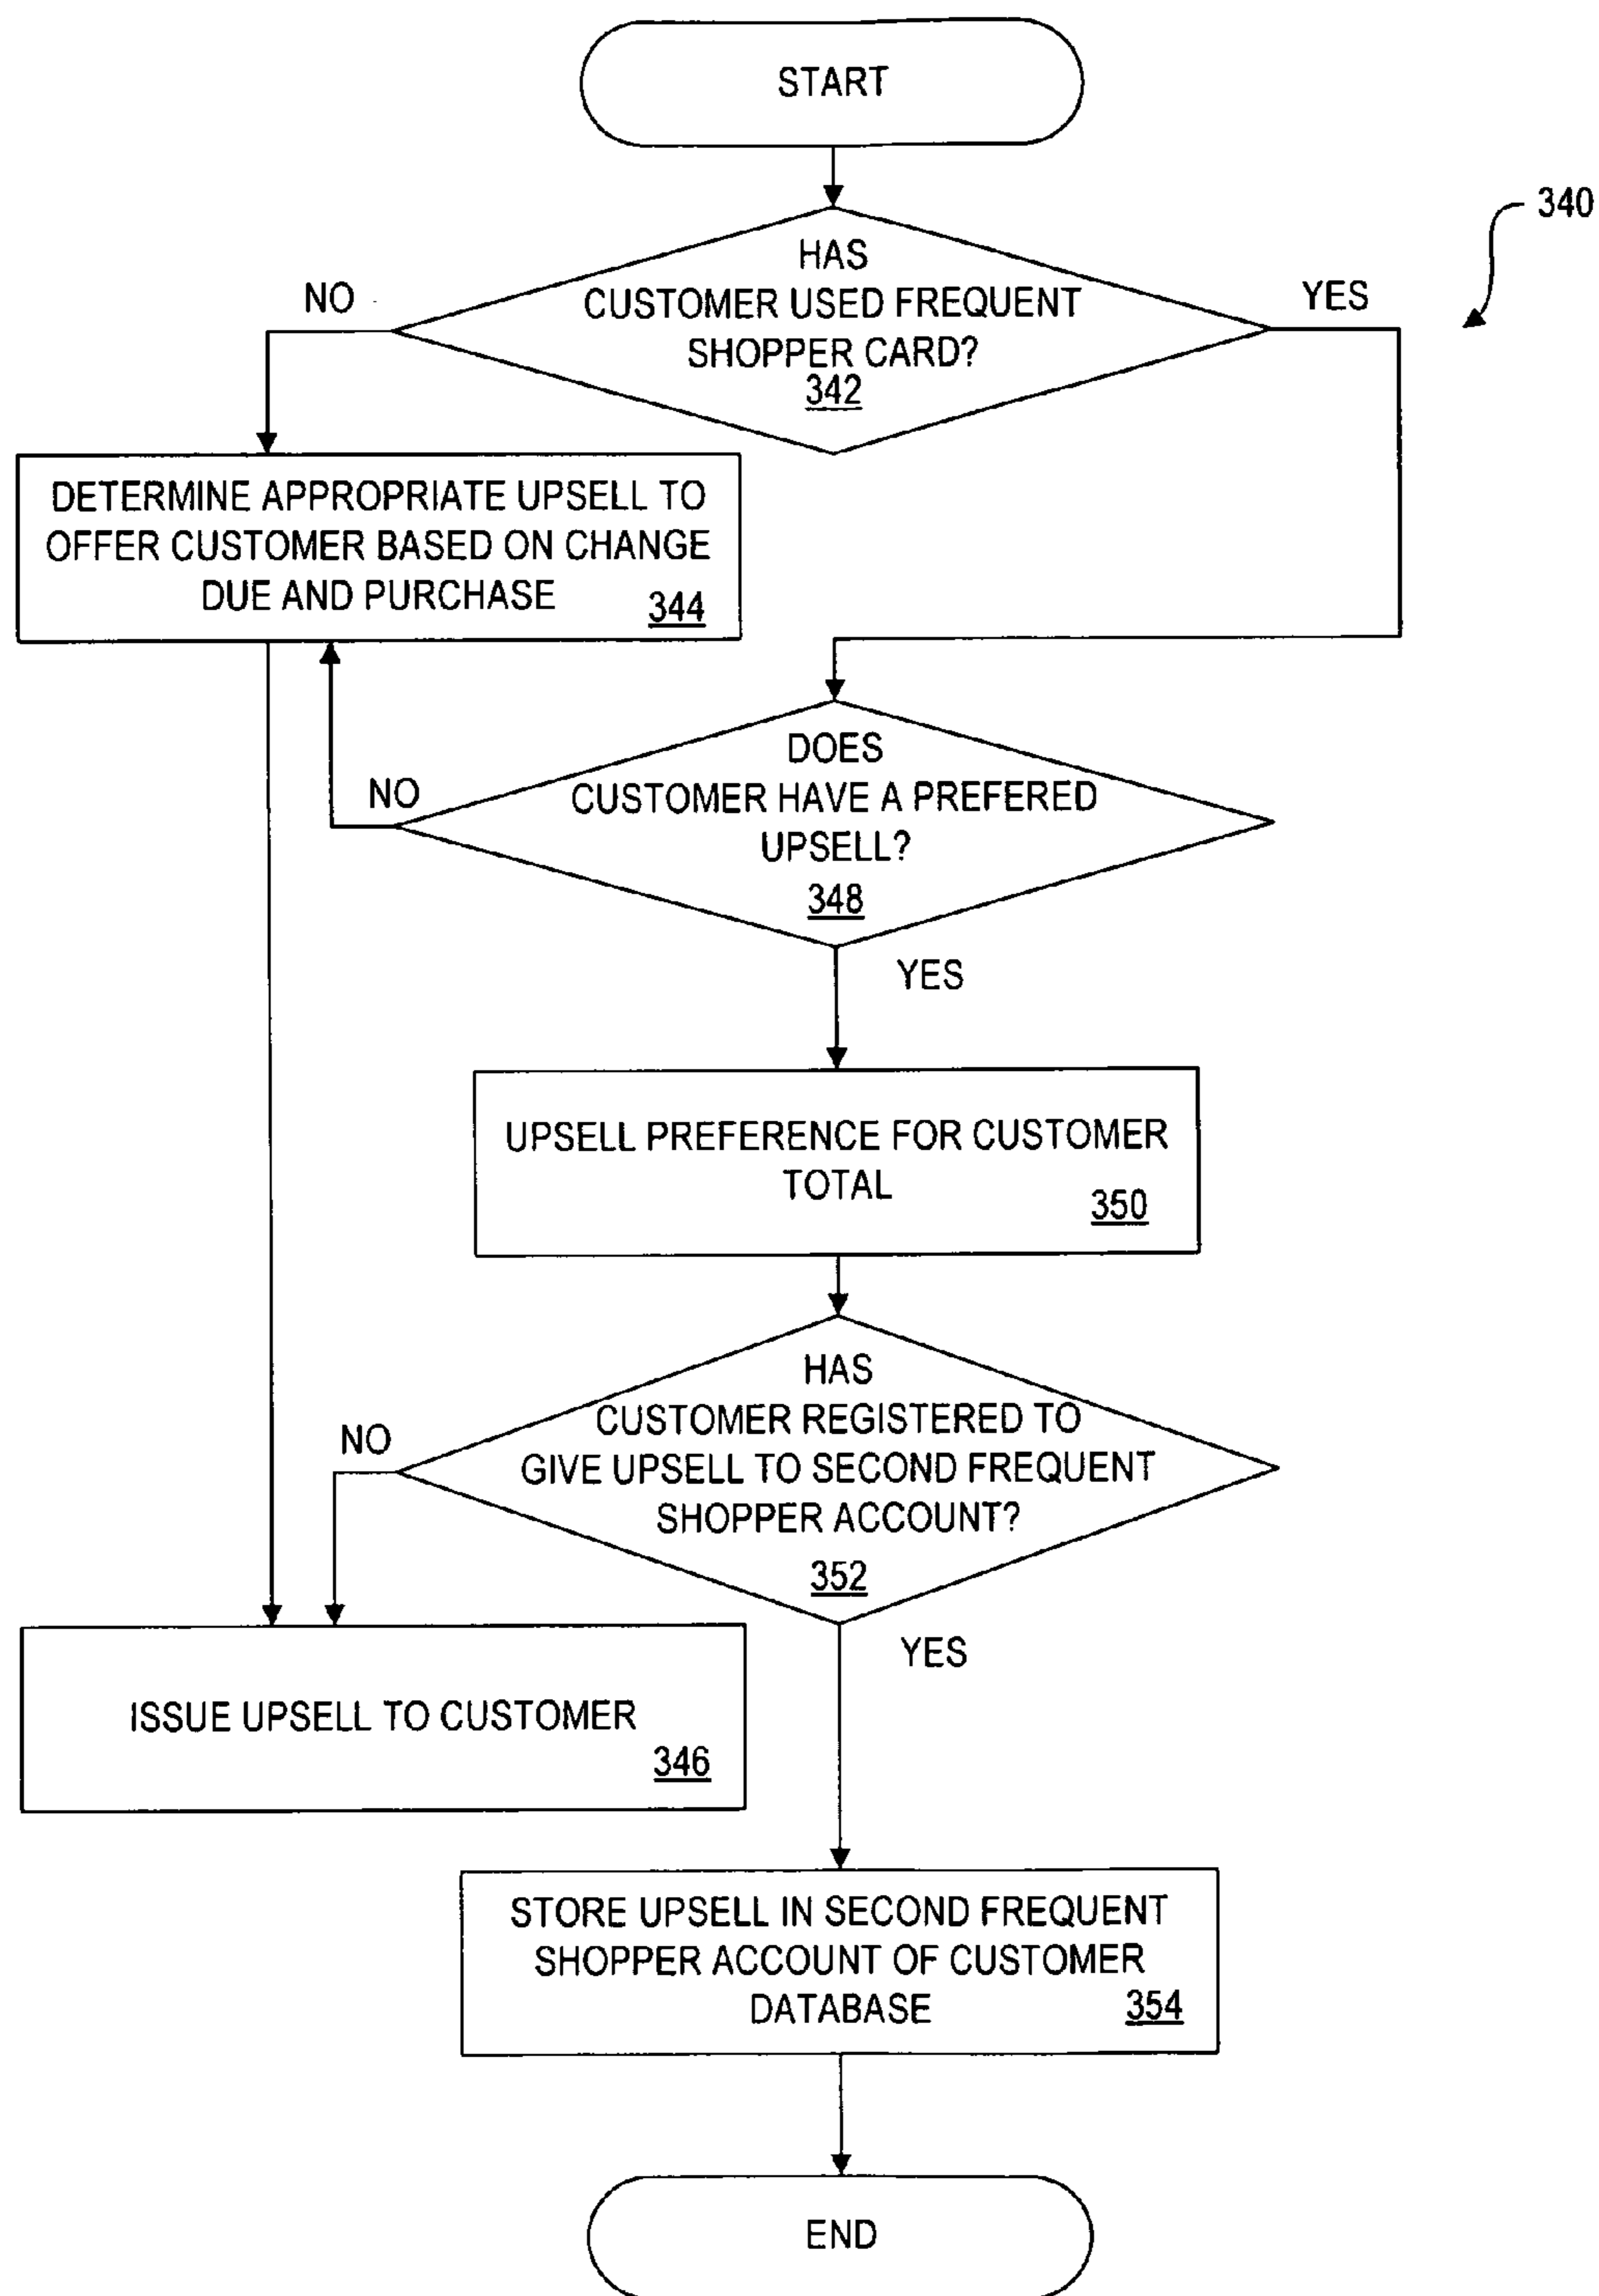 START
340
HAS
CUSTOMER USED FREQUENT
SHOPPER CARD?
342
NO
YES
DETERMINE APPROPRIATE UPSELL TO
OFFER CUSTOMER BASED ON CHANGE
DUE AND PURCHASE
344
DOES
CUSTOMER HAVE A PREFERED
UPSELL?
348
NO
YES
UPSELL PREFERENCE FOR CUSTOMER
TOTAL
350
HAS
CUSTOMER REGISTERED TO
GIVE UPSELL TO SECOND FREQUENT
SHOPPER ACCOUNT?
352
NO
YES
ISSUE UPSELL TO CUSTOMER
346
STORE UPSELL IN SECOND FREQUENT
SHOPPER ACCOUNT OF CUSTOMER
DATABASE
354
END